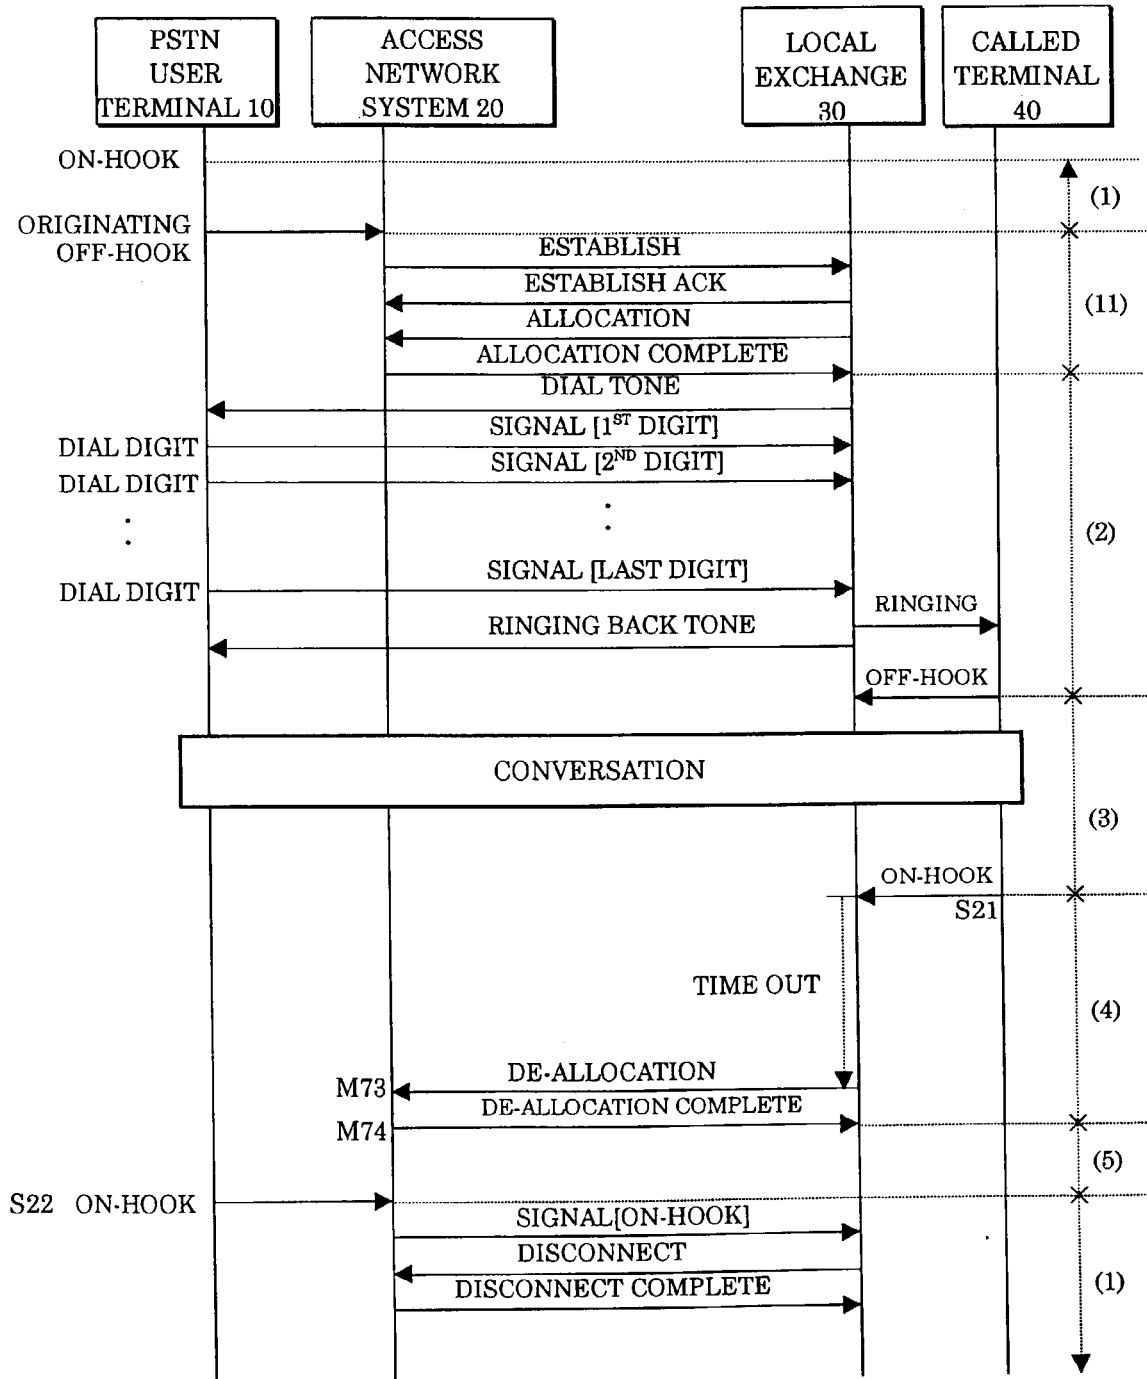 PSTN
USER
TERMINAL 10
ACCESS
NETWORK
SYSTEM 20
LOCAL
EXCHANGE
30
CALLED
TERMINAL
40
ON-HOOK
(1)
ORIGINATING
OFF-HOOK
ESTABLISH
ESTABLISH ACK
(11)
ALLOCATION
ALLOCATION COMPLETE
DIAL TONE
SIGNAL [1ST DIGIT]
DIAL DIGIT
SIGNAL [2ND DIGIT]
DIAL DIGIT
(2)
SIGNAL [LAST DIGIT]
DIAL DIGIT
RINGING
RINGING BACK TONE
OFF-HOOK
CONVERSATION
(3)
ON-HOOK
S21
TIME OUT
(4)
DE-ALLOCATION
M73
DE-ALLOCATION COMPLETE
M74
(5)
S22 ON-HOOK
SIGNAL[ON-HOOK]
DISCONNECT
DISCONNECT COMPLETE
(1)